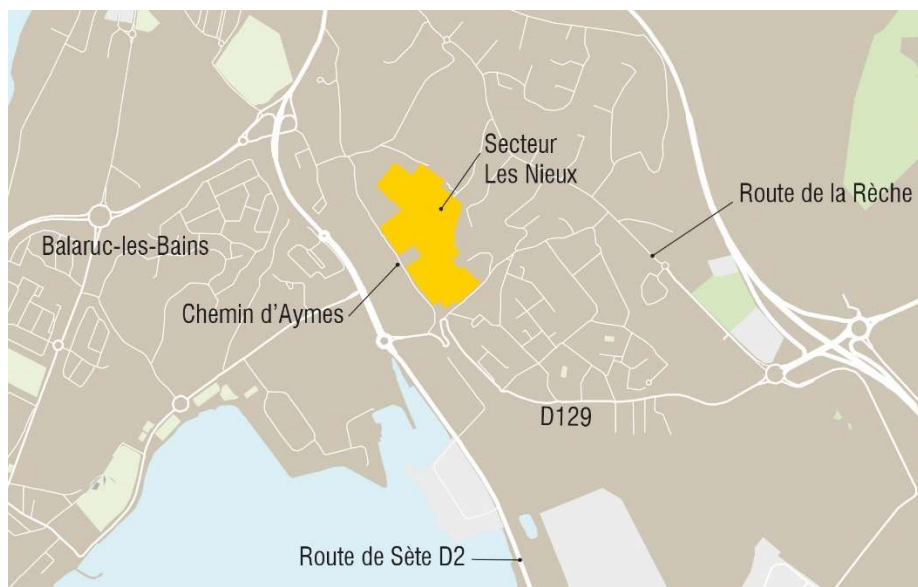 Secteur
Les Nieux
Route de la Rèche
Balaruc-les-Bains
Chemin d'Aymes
D129
Route de Sète D2